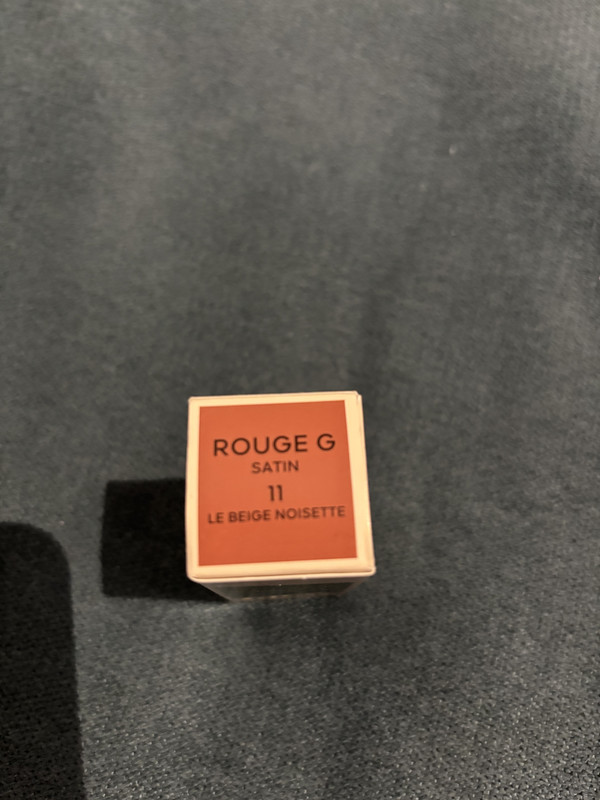 ROUGE G
SATIN
11
LE BEIGE NOISETTE